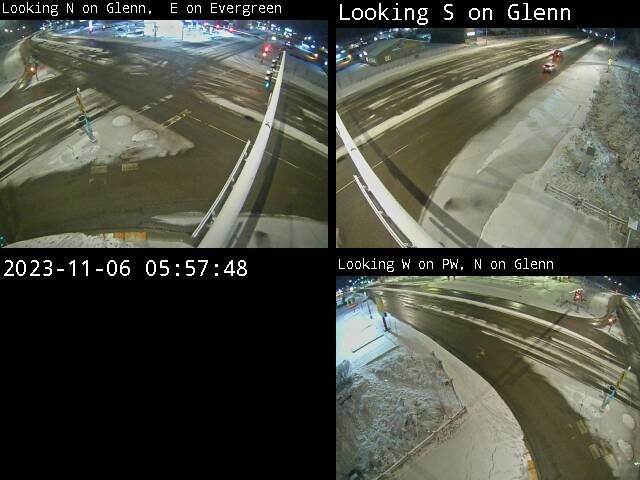 Looking N on Glenn,  E on Evergreen
Looking S on Glenn
2023-11-06 05:57:48
Looking W on PW, N on Glenn